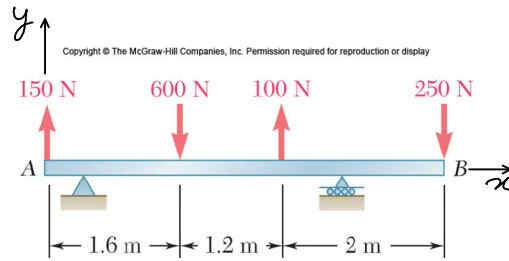 y
Copyright © The McGraw-Hill Companies, Inc. Permission required for reproduction or display
150 N 600 N 100 N 250 N
A B x
1.6 m 1.2 m 2 m